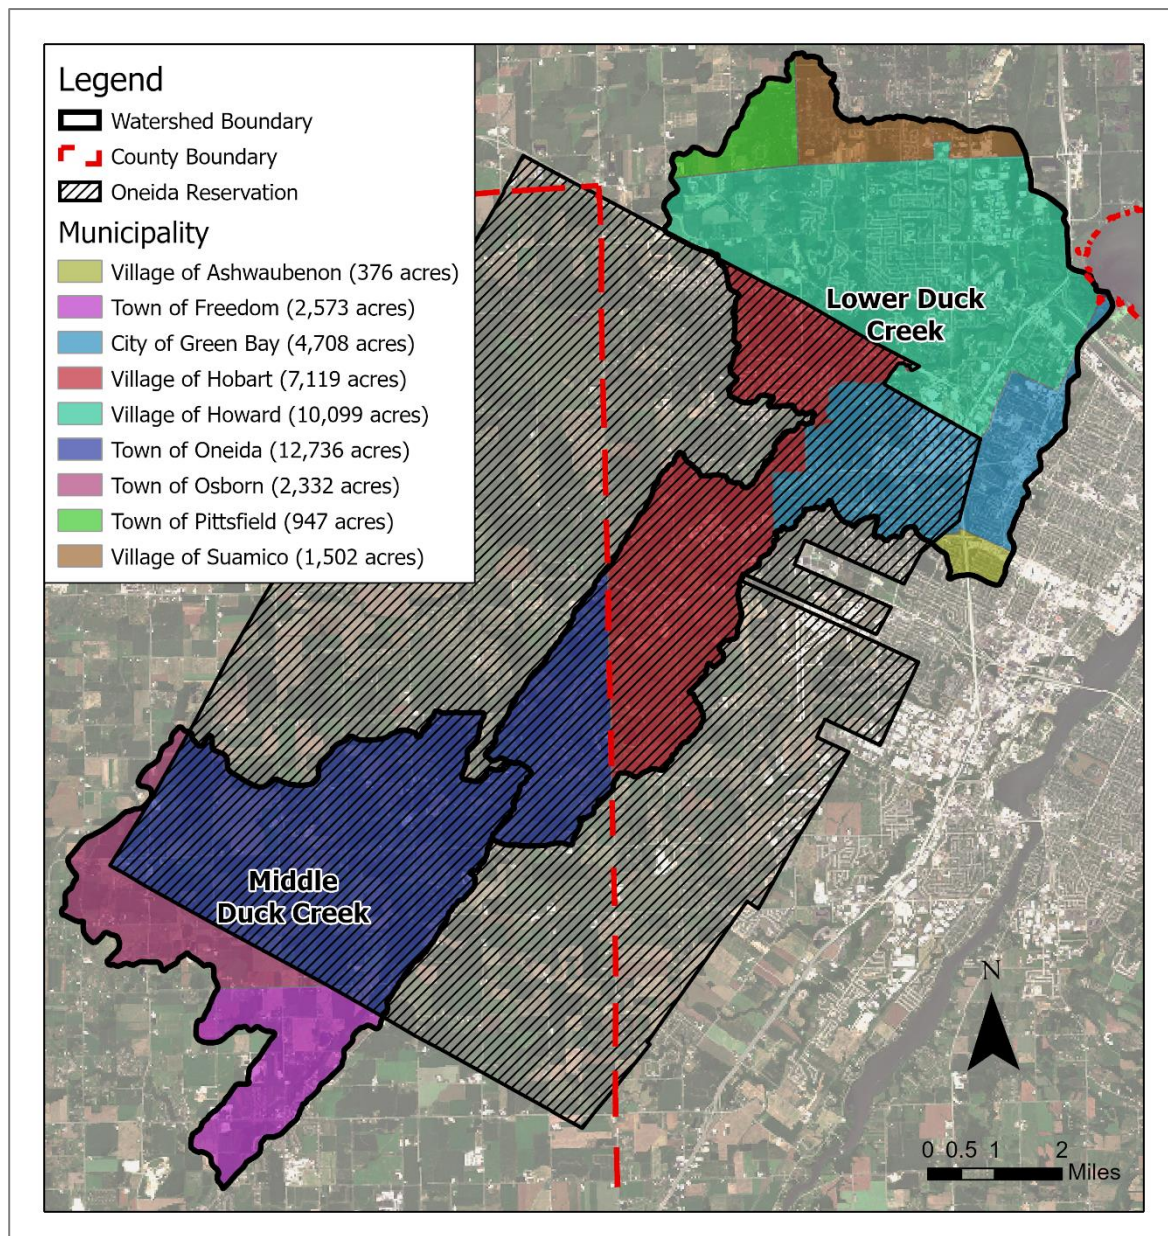 Legend
Watershed Boundary
County Boundary
Oneida Reservation
Municipality
Village of Ashwaubenon (376 acres)
Town of Freedom (2,573 acres)
City of Green Bay (4,708 acres)
Village of Hobart (7,119 acres)
Village of Howard (10,099 acres)
Town of Oneida (12,736 acres)
Town of Osborn (2,332 acres)
Town of Pittsfield (947 acres)
Village of Suamico (1,502 acres)
Lower Duck
Creek
Middle
Duck Creek
N
0 0.5 1 2
Miles